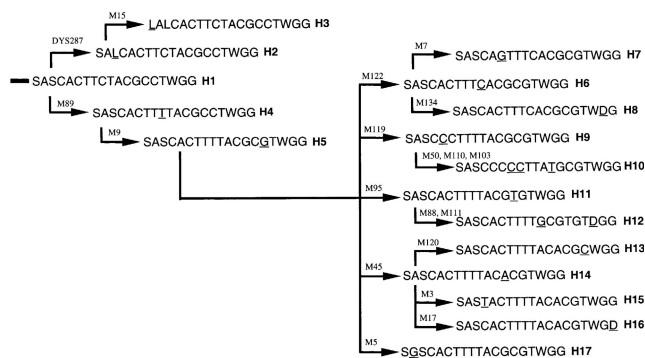 M15
LALCACTTCTACGCCTWGG H3
DYS287
SALCACTTCTACGCCTWGG H2
SASCACTTCTACGCCTWGG H1
M89
SASCACTTTTACGCCTWGG H4
M9
SASCACTTTTACGCGTWGG H5
M7
SASCAGTTTCACGCGTWGG H7
M122
SASCACTTTCACGCGTWGG H6
M134
SASCACTTTCACGCGTWDG H8
M119
SASCCCTTTTACGCGTWGG H9
M50, M110, M103
SASCCCCCTTATGCGTWGG H10
M95
SASCACTTTTACGTGTWGG H11
M88, M111
SASCACTTTTGCGTGTDGG H12
M120
SASCACTTTTACACGCWGG H13
M45
SASCACTTTTACACGTWGG H14
M3
SASTACTTTTACACGTWGG H15
M17
SASCACTTTTACACGTWGD H16
M5
SGSCACTTTTACGCGTWGG H17